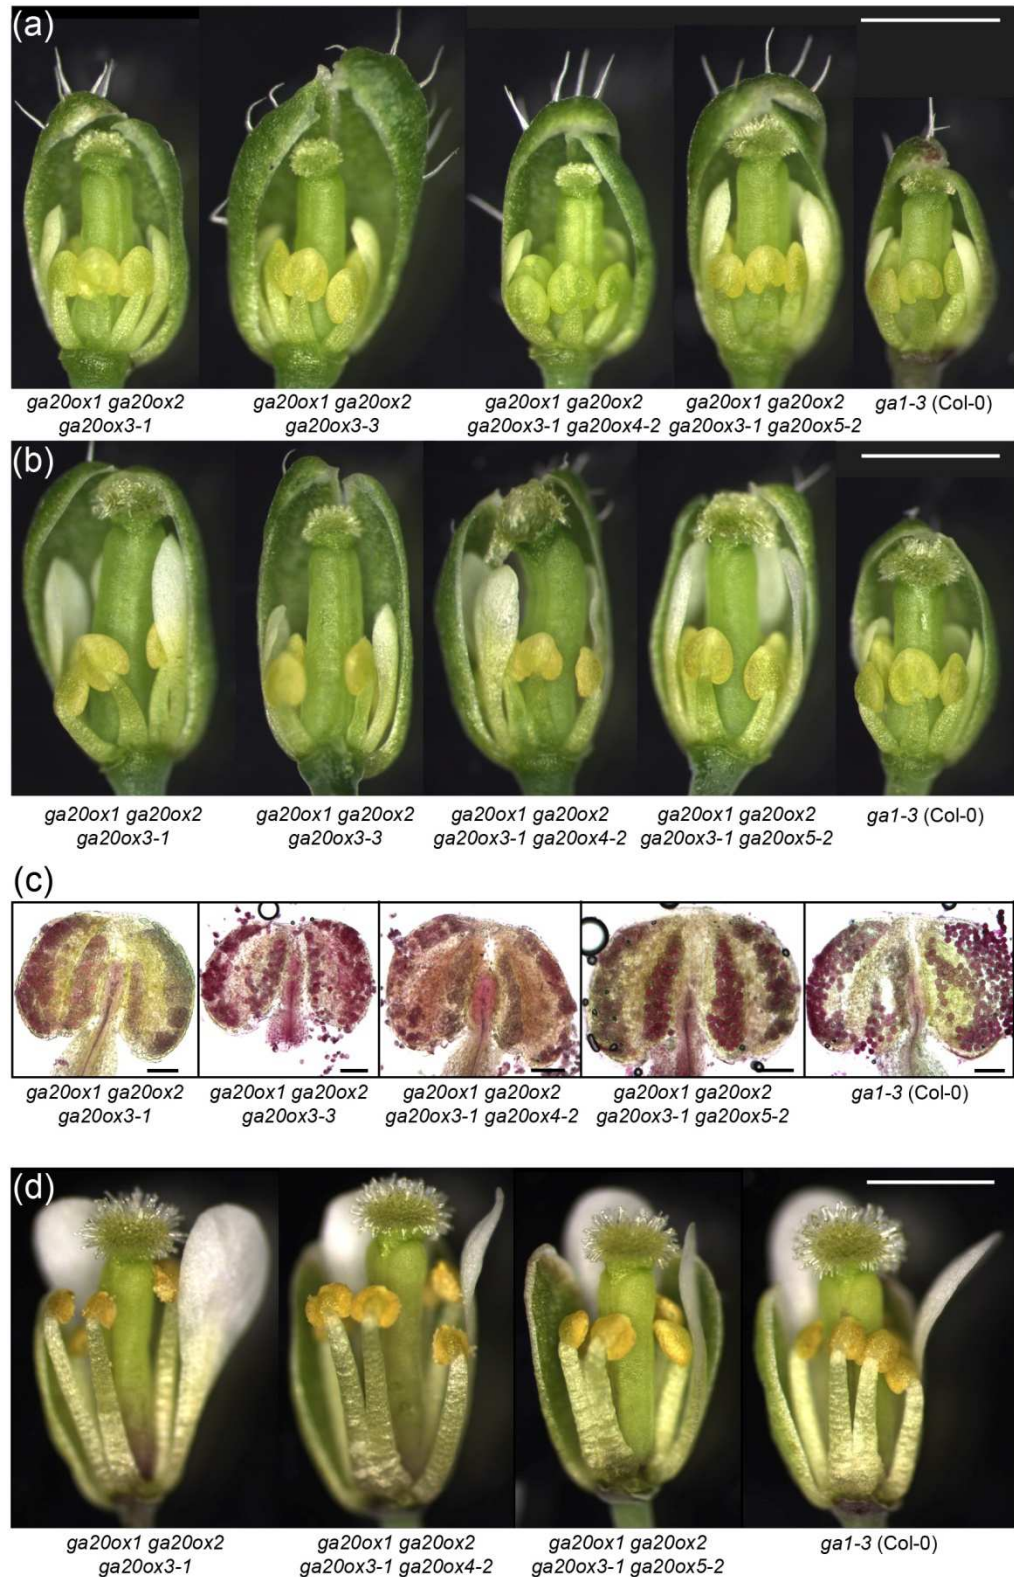 (a)
ga20ox1 ga20ox2 ga20ox1 ga20ox2 ga20ox1 ga20ox2 ga20ox1 ga20ox2 ga1-3 (Col-0)
ga20ox3-1 ga20ox3-3 ga20ox3-1 ga20ox4-2 ga20ox3-1 ga20ox5-2
(b)
ga20ox1 ga20ox2 ga20ox1 ga20ox2 ga20ox1 ga20ox2 ga20ox1 ga20ox2 ga1-3 (Col-0)
ga20ox3-1 ga20ox3-3 ga20ox3-1 ga20ox4-2 ga20ox3-1 ga20ox5-2
(c)
ga20ox1 ga20ox2 ga20ox1 ga20ox2 ga20ox1 ga20ox2 ga20ox1 ga20ox2 ga1-3 (Col-0)
ga20ox3-1 ga20ox3-3 ga20ox3-1 ga20ox4-2 ga20ox3-1 ga20ox5-2
(d)
ga20ox1 ga20ox2 ga20ox1 ga20ox2 ga20ox1 ga20ox2 ga1-3 (Col-0)
ga20ox3-1 ga20ox3-1 ga20ox4-2 ga20ox3-1 ga20ox5-2